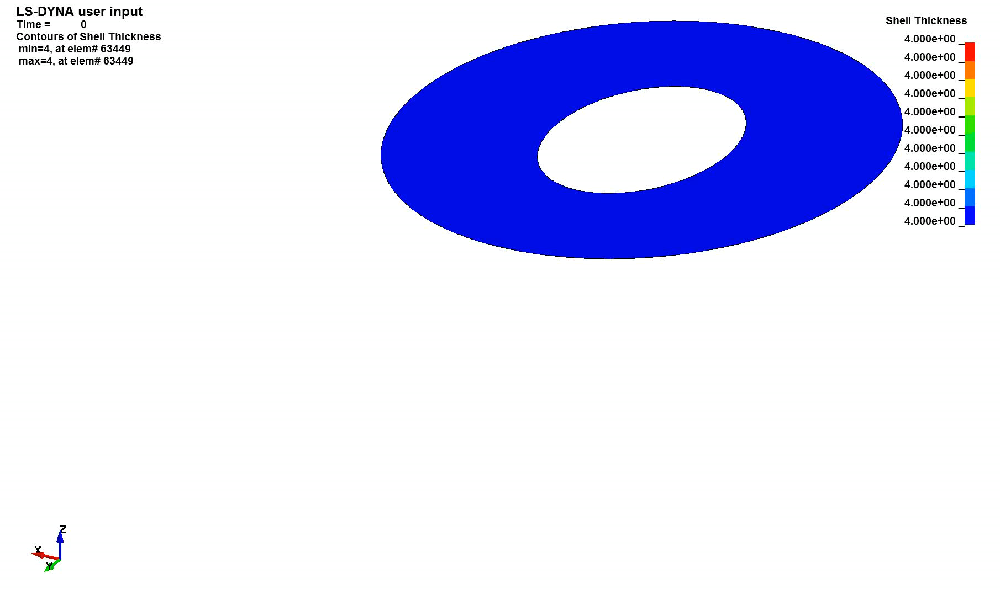 LS-DYNA user input
Time = 0
Contours of Shell Thickness
min=4, at elem# 63449
max=4, at elem# 63449
Shell Thickness
4.000e+00
4.000e+00
4.000e+00
4.000e+00
4.000e+00
4.000e+00
4.000e+00
4.000e+00
4.000e+00
4.000e+00
4.000e+00
Z
X
Y